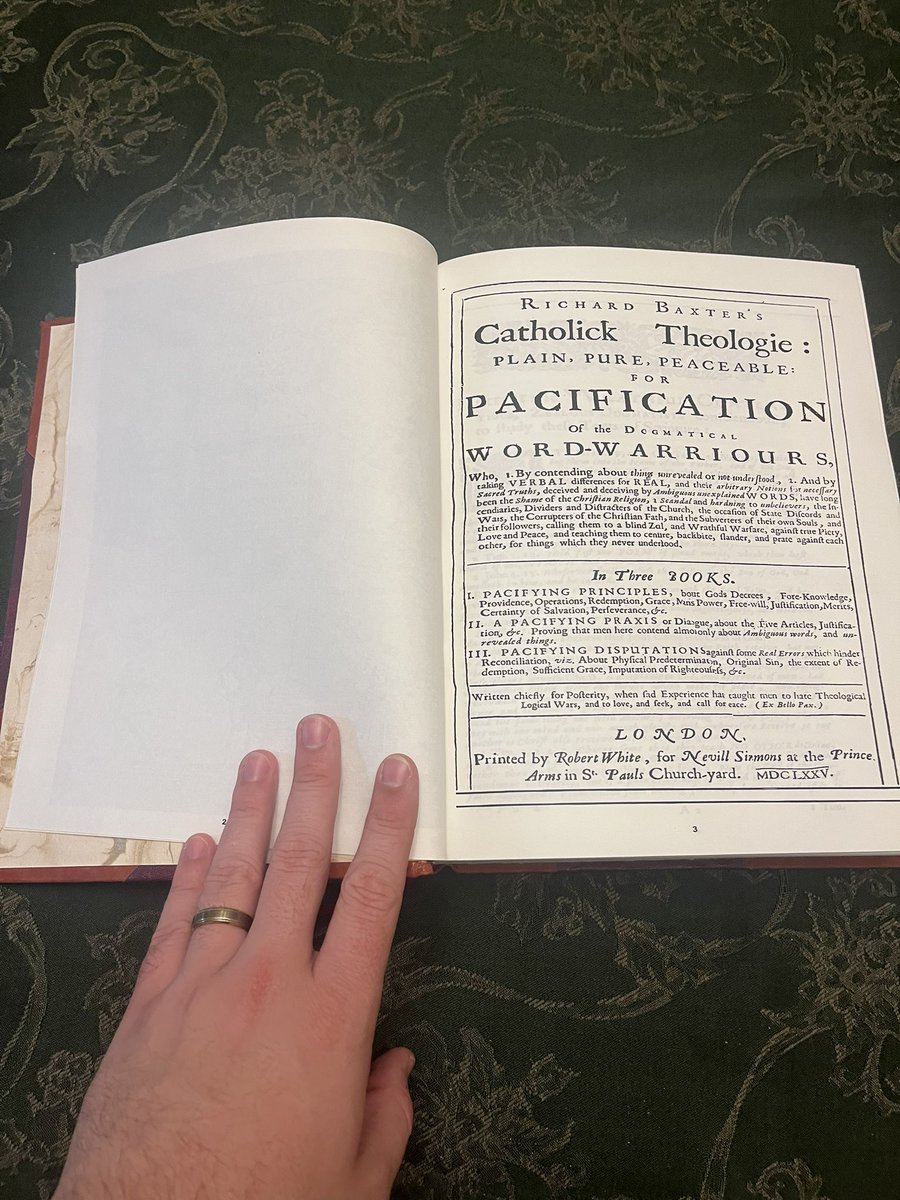 RICHARD BAXTER'S
Catholick Theologie:
PLAIN, PURE, PEACEABLE:
FOR
PACIFICATION
Of the DOGMATICAL
WORD-WARRIOURS,
Who, 1. By contending about things unrevealed or not understood, 2. And by
taking VERBAL differences for REAL, and their arbitrary Notions for necessary
Sacred Truths, deceived and deceiving by Ambiguous unexplained WORDS, have long
been the Shame of the Christian Religion, a Scandal and hardning to unbelievers, the In-
cendiaries, Dividers and Distracters of the Church, the occasion of State Discords and
Wars, the Corrupters of the Christian Faith, and the Subverters of their own Souls, and
their followers, calling them to a blind Zeal, and Wrathful Warfare, against true Piety,
Love and Peace, and teaching them to censure, backbite, slander, and prate against each
other, for things which they never understood.
In Three BOOKS.
I. PACIFYING PRINCIPLES, bout Gods Decrees, Fore-Knowledge,
Providence, Operations, Redemption, Grace, Mans Power, Free-will, Justification, Merits,
Certainty of Salvation, Perseverance, &c.
II. A PACIFYING PRAXIS or Dialogue, about the Five Articles, Justifica-
tion, &c. Proving that men here contend almost only about Ambiguous words, and un-
revealed things.
III. PACIFYING DISPUTATIONS against some Real Errors which hinder
Reconciliation, viz. About Physical Predetermination, Original Sin, the extent of Re-
demption, Sufficient Grace, Imputation of Righteousness, &c.
Written chiefly for Posterity, when sad Experience hat taught men to hate Theological
Logical Wars, and to love, and seek, and call for eace. (Ex Bello Pax.)
LONDON,
Printed by Robert White, for Nevill Simmons at the Prince.
Arms in St. Pauls Church-yard. MDCLXXV.
2
3